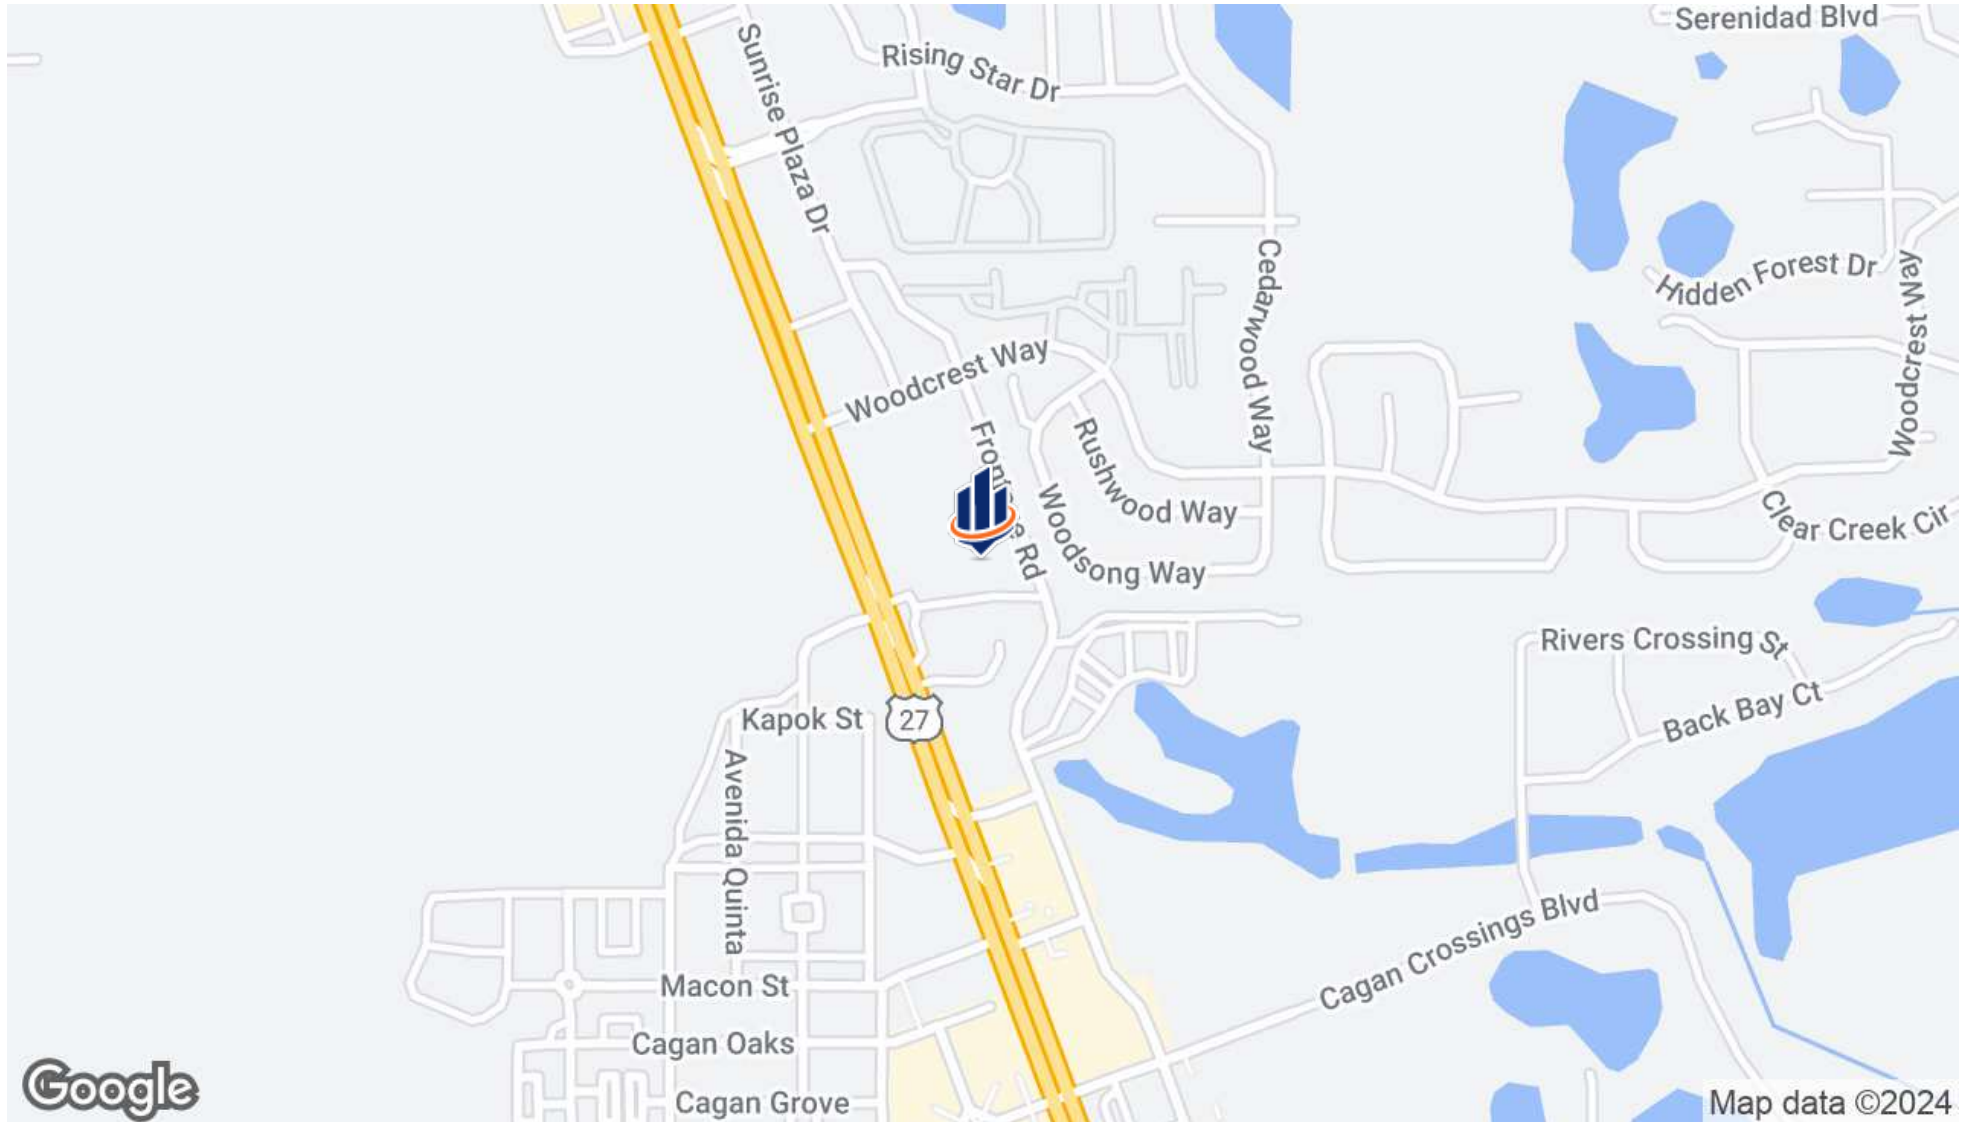 Serenidad Blvd
Sunrise Plaza Dr
Rising Star Dr
Cedarwood Way
Hidden Forest Dr
Woodcrest Way
Woodcrest Way
Rushwood Way
Woodsong Way
Clear Creek Cir
Rd
Rivers Crossing St
Back Bay Ct
Kapok St
27
Avenida Quinta
Cagan Crossings Blvd
Macon St
Cagan Oaks
Cagan Grove
Google
Map data ©2024